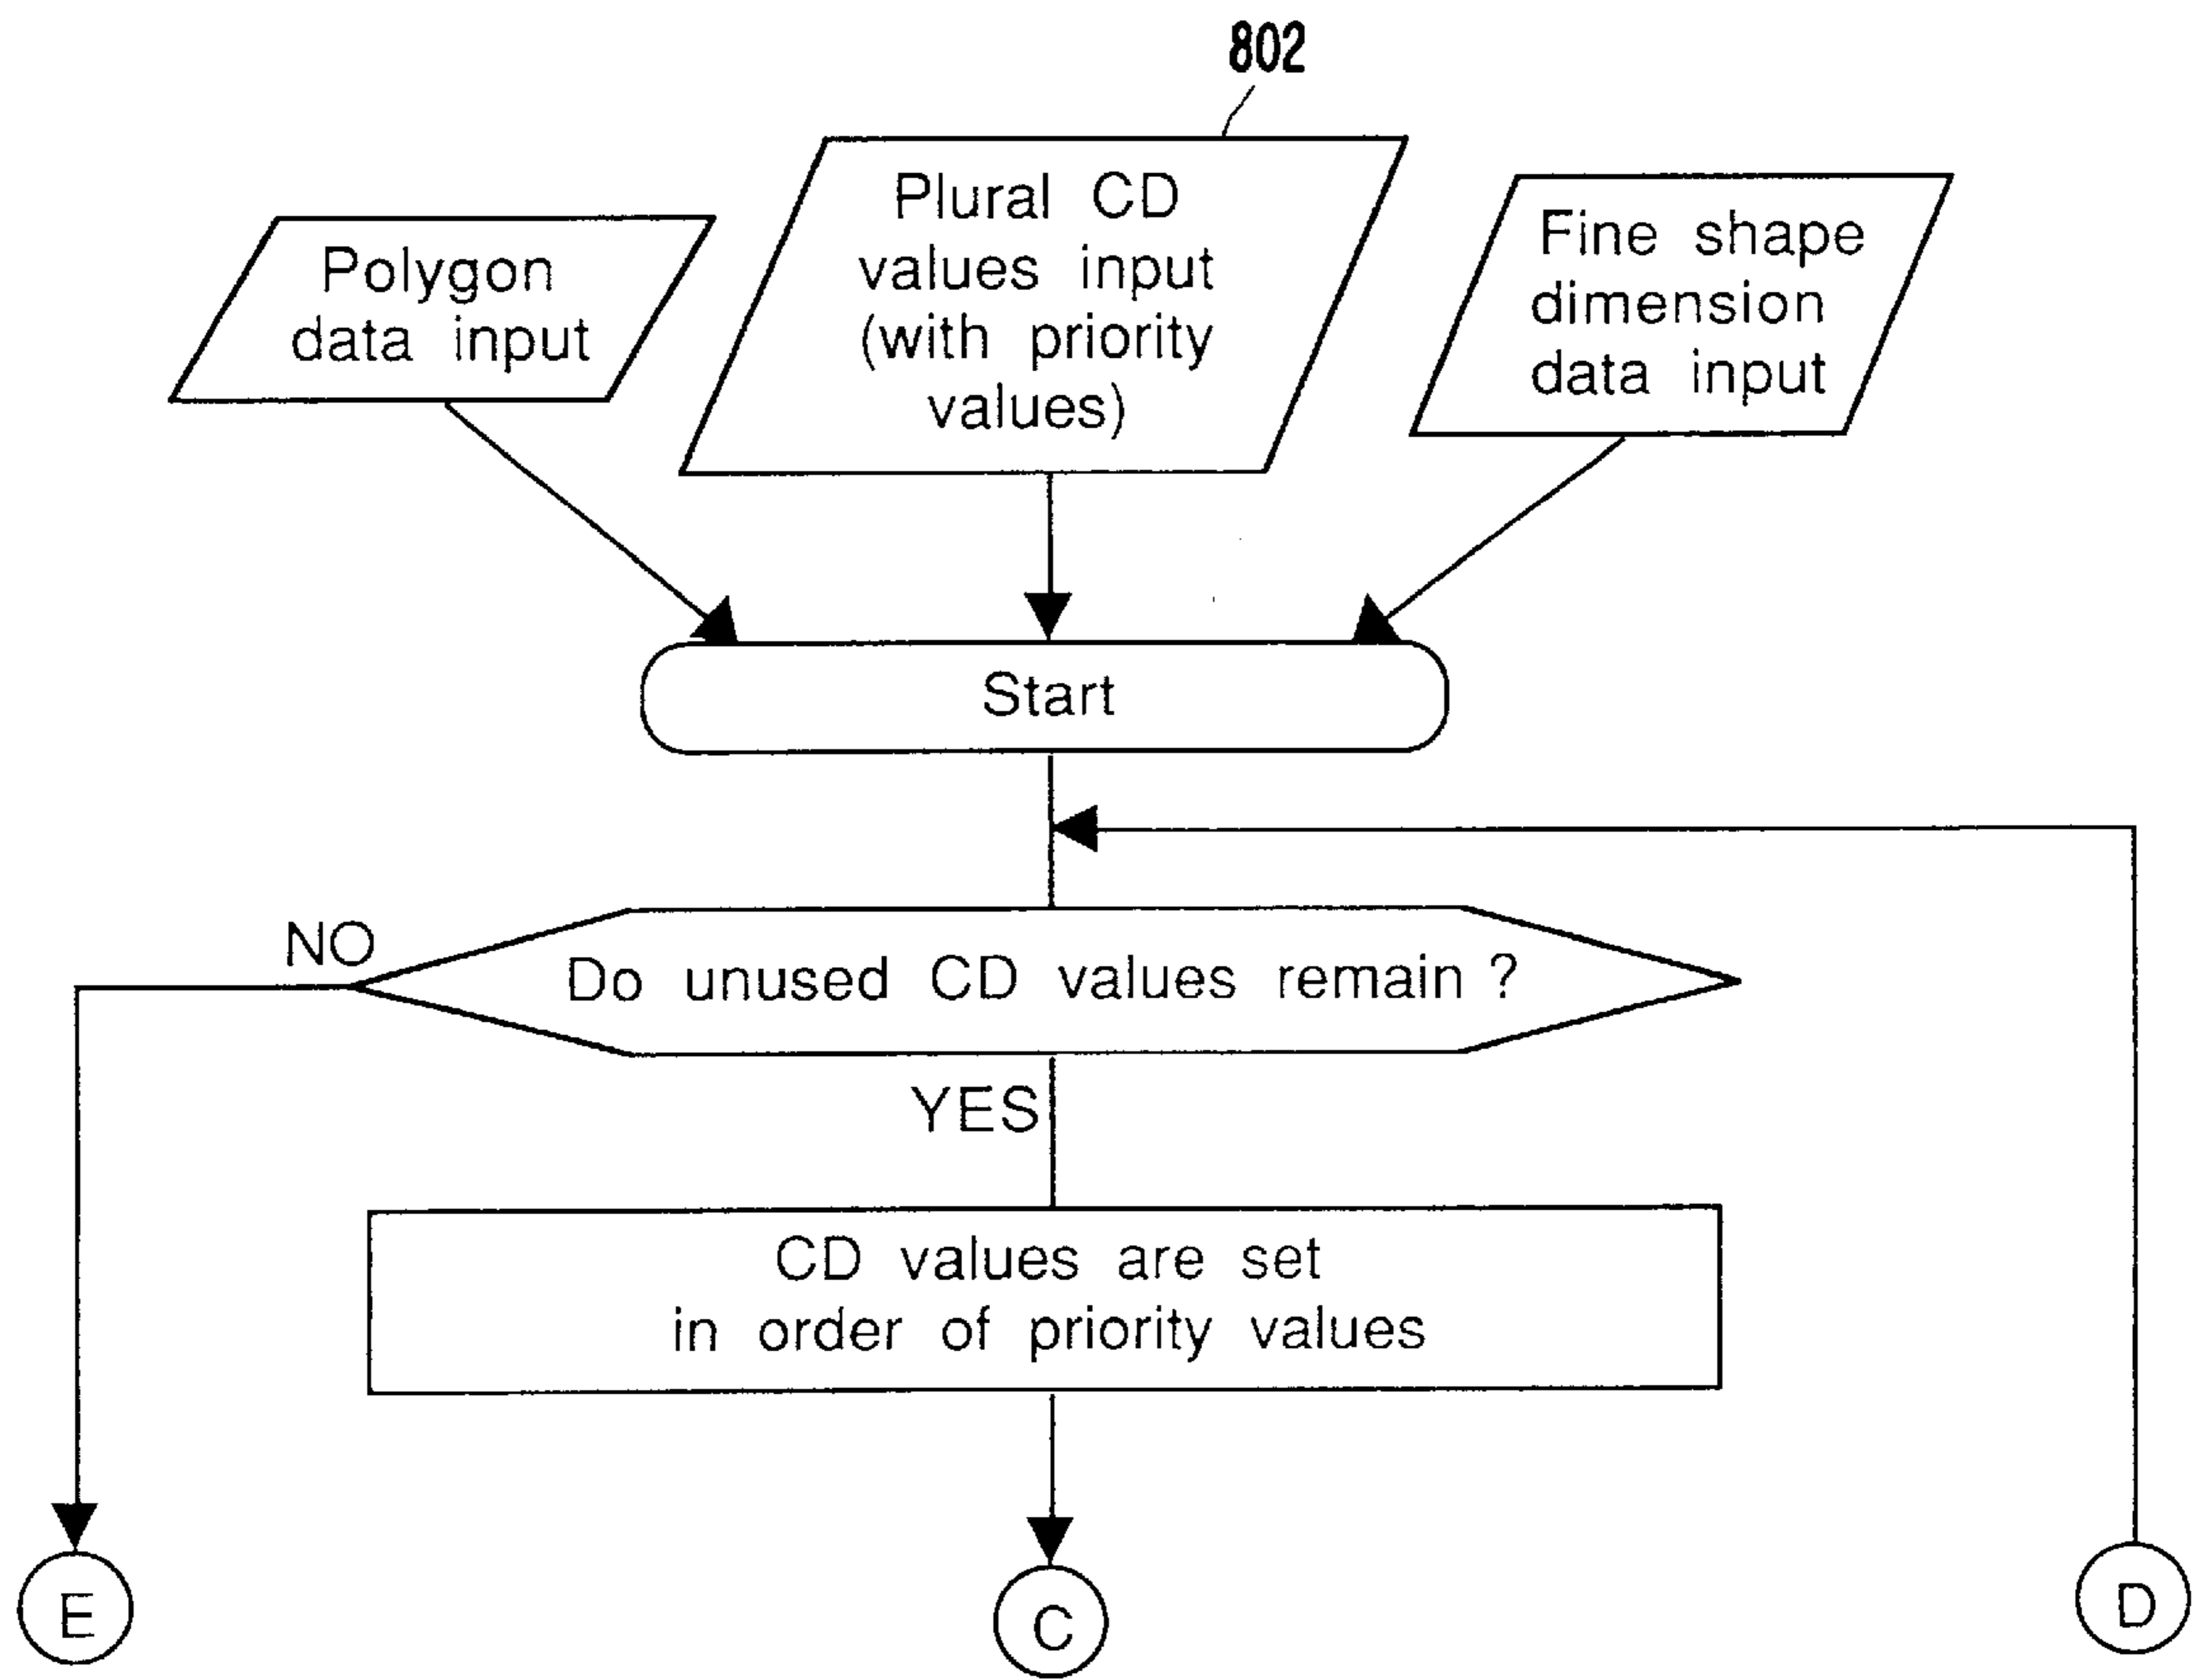 802
Polygon
data input
Plural CD
values input
(with priority
values)
Fine shape
dimension
data input
Start
NO
Do unused CD values remain ?
YES
CD values are set
in order of priority values
E
C
D